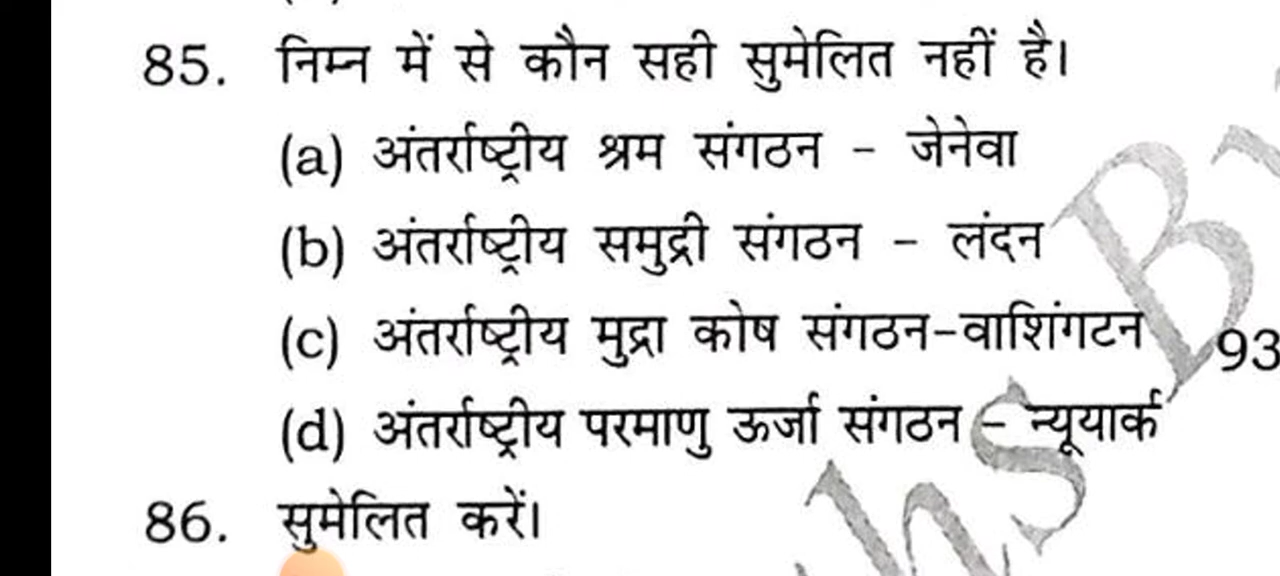 85. निम्न में से कौन सही सुमेलित नहीं है।
(a) अंतर्राष्ट्रीय श्रम संगठन - जेनेवा
(b) अंतर्राष्ट्रीय समुद्री संगठन - लंदन
(c) अंतर्राष्ट्रीय मुद्रा कोष संगठन-वाशिंगटन
93
(d) अंतर्राष्ट्रीय परमाणु ऊर्जा संगठन - न्यूयार्क
86. सुमेलित करें।